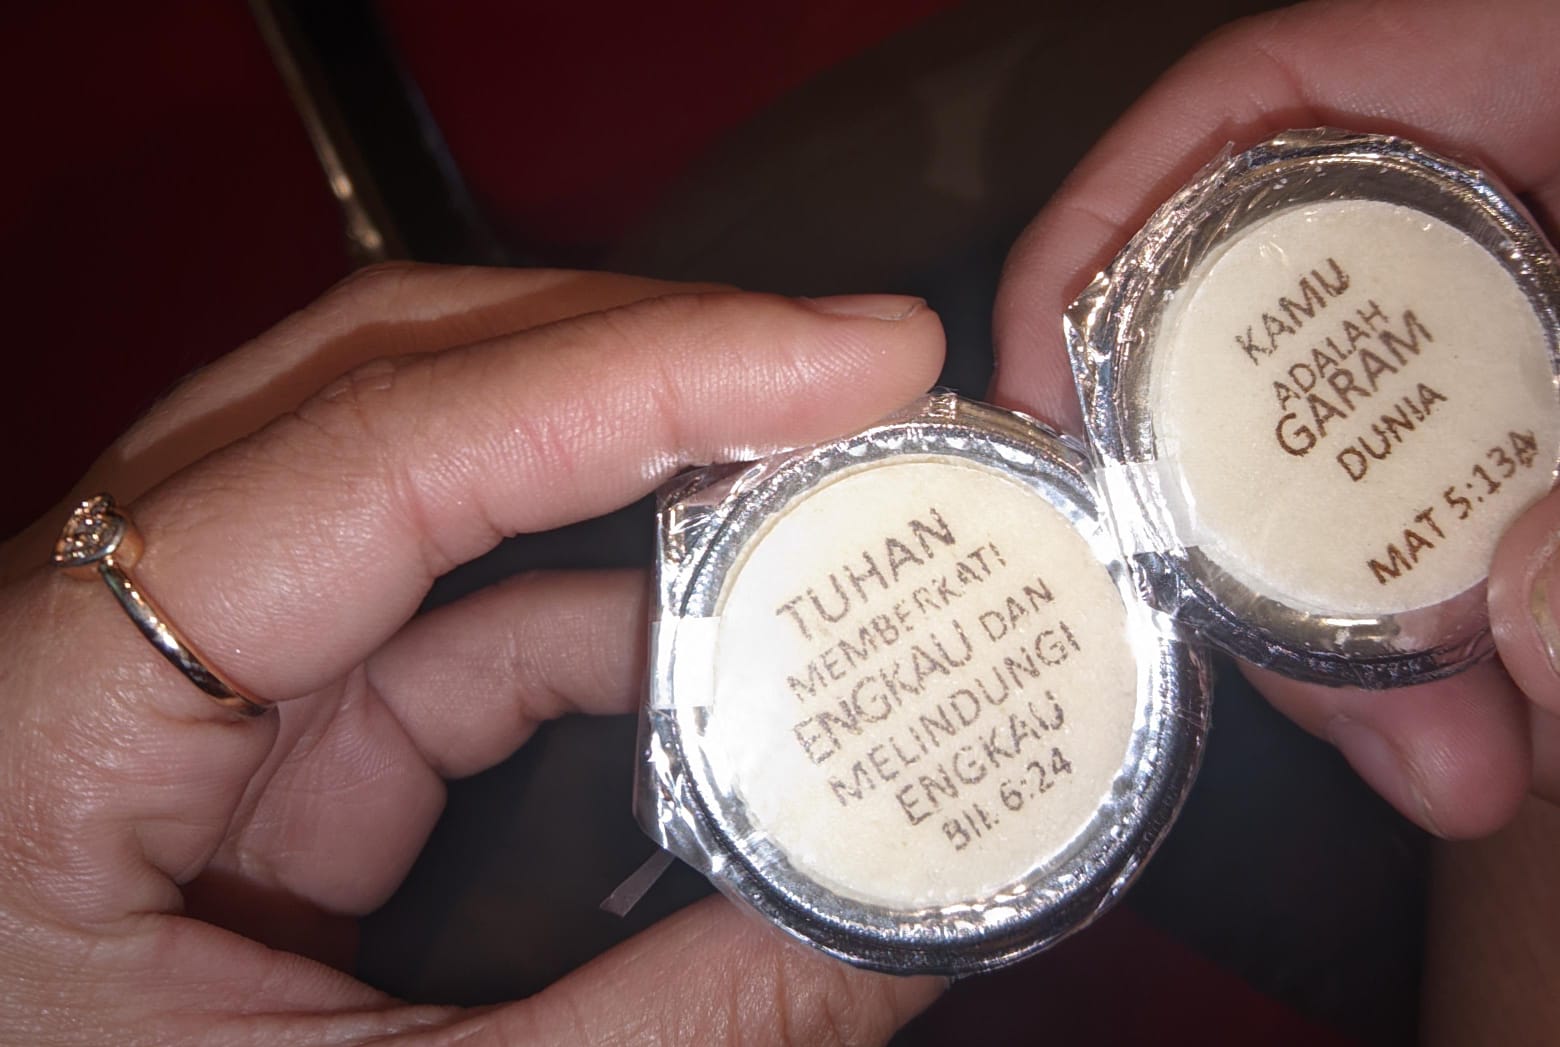 TUHAN
MEMBERKATI
ENGKAU DAN
MELINDUNGI
ENGKAU
BIL 6:24
KAMU
ADALAH
GARAM
DUNIA
MAT 5:13A